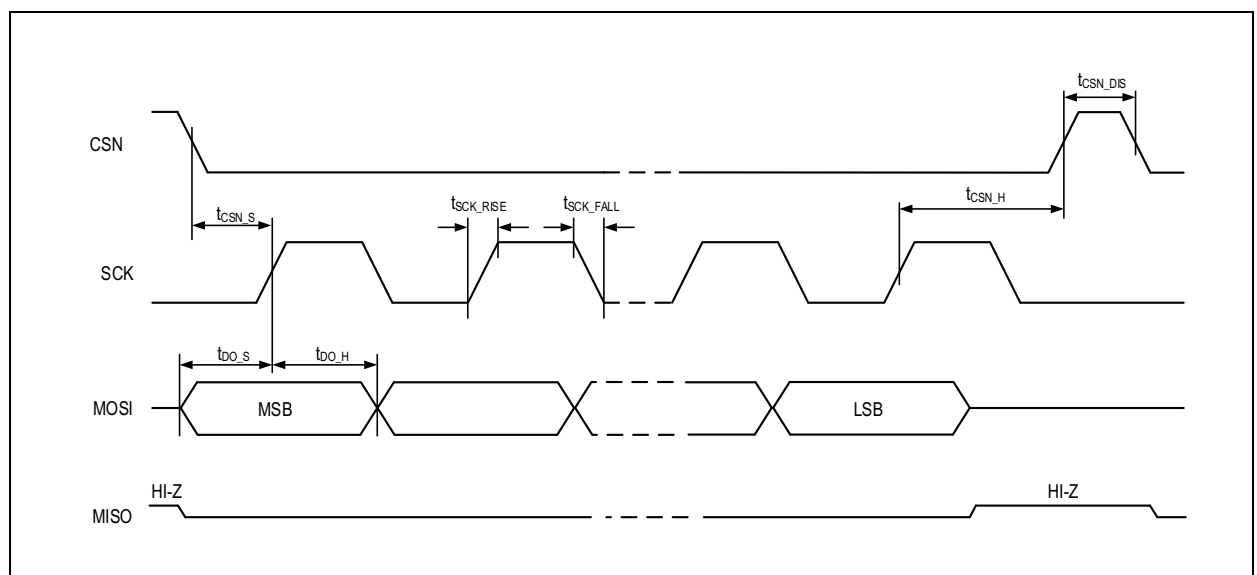 tCSN_DIS
CSN
tCSN_H
tSCK_RISE
tSCK_FALL
tCSN_S
SCK
tDO_S
tDO_H
MOSI
MSB
LSB
HI-Z
HI-Z
MISO